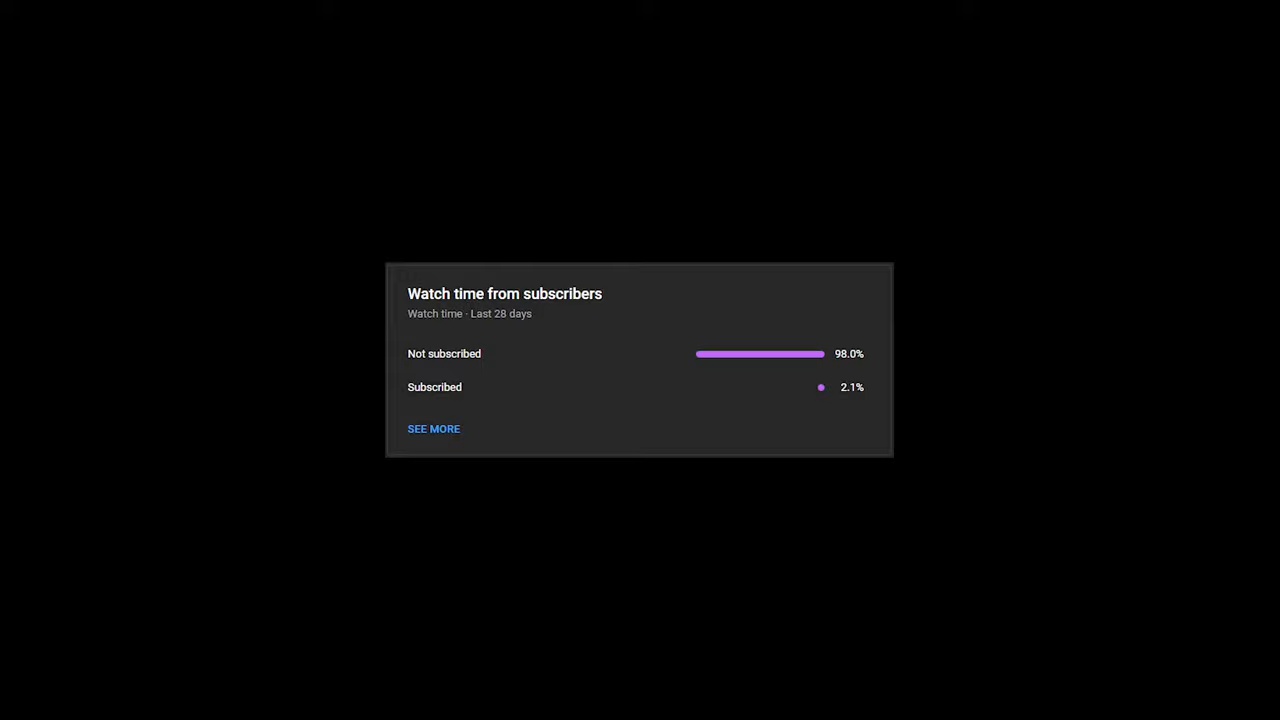 Watch time from subscribers
Watch time · Last 28 days
Not subscribed 98.0%
Subscribed 2.1%
SEE MORE